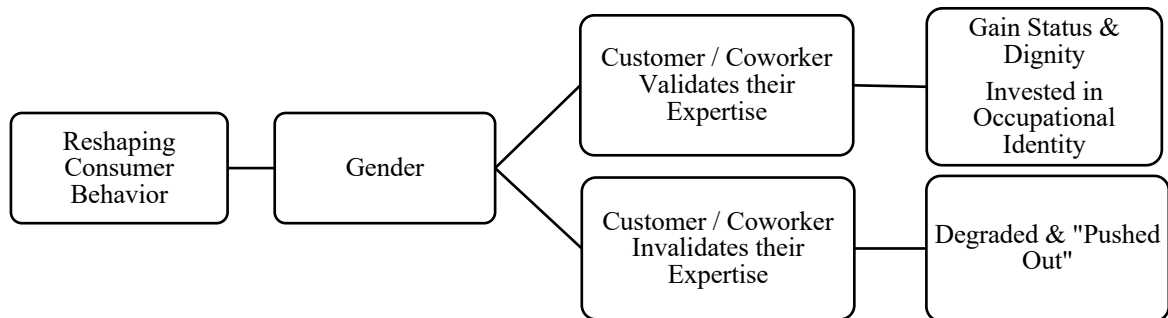 Reshaping
Consumer
Behavior
Gender
Customer / Coworker
Validates their
Expertise
Gain Status &
Dignity
Invested in
Occupational
Identity
Customer / Coworker
Invalidates their
Expertise
Degraded & "Pushed
Out"